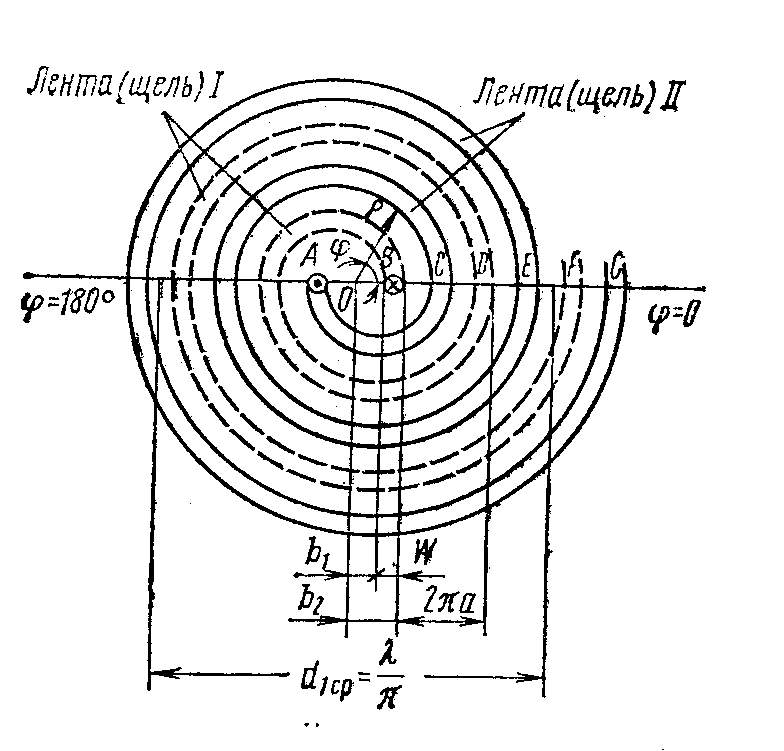 Лента(щель) I
Лента(щель) II
ρ
φ
A
B
C
D
E
F
G
O
φ=180°
φ=0
b₁
W
b₂
2πa
d₁ср=λ/π